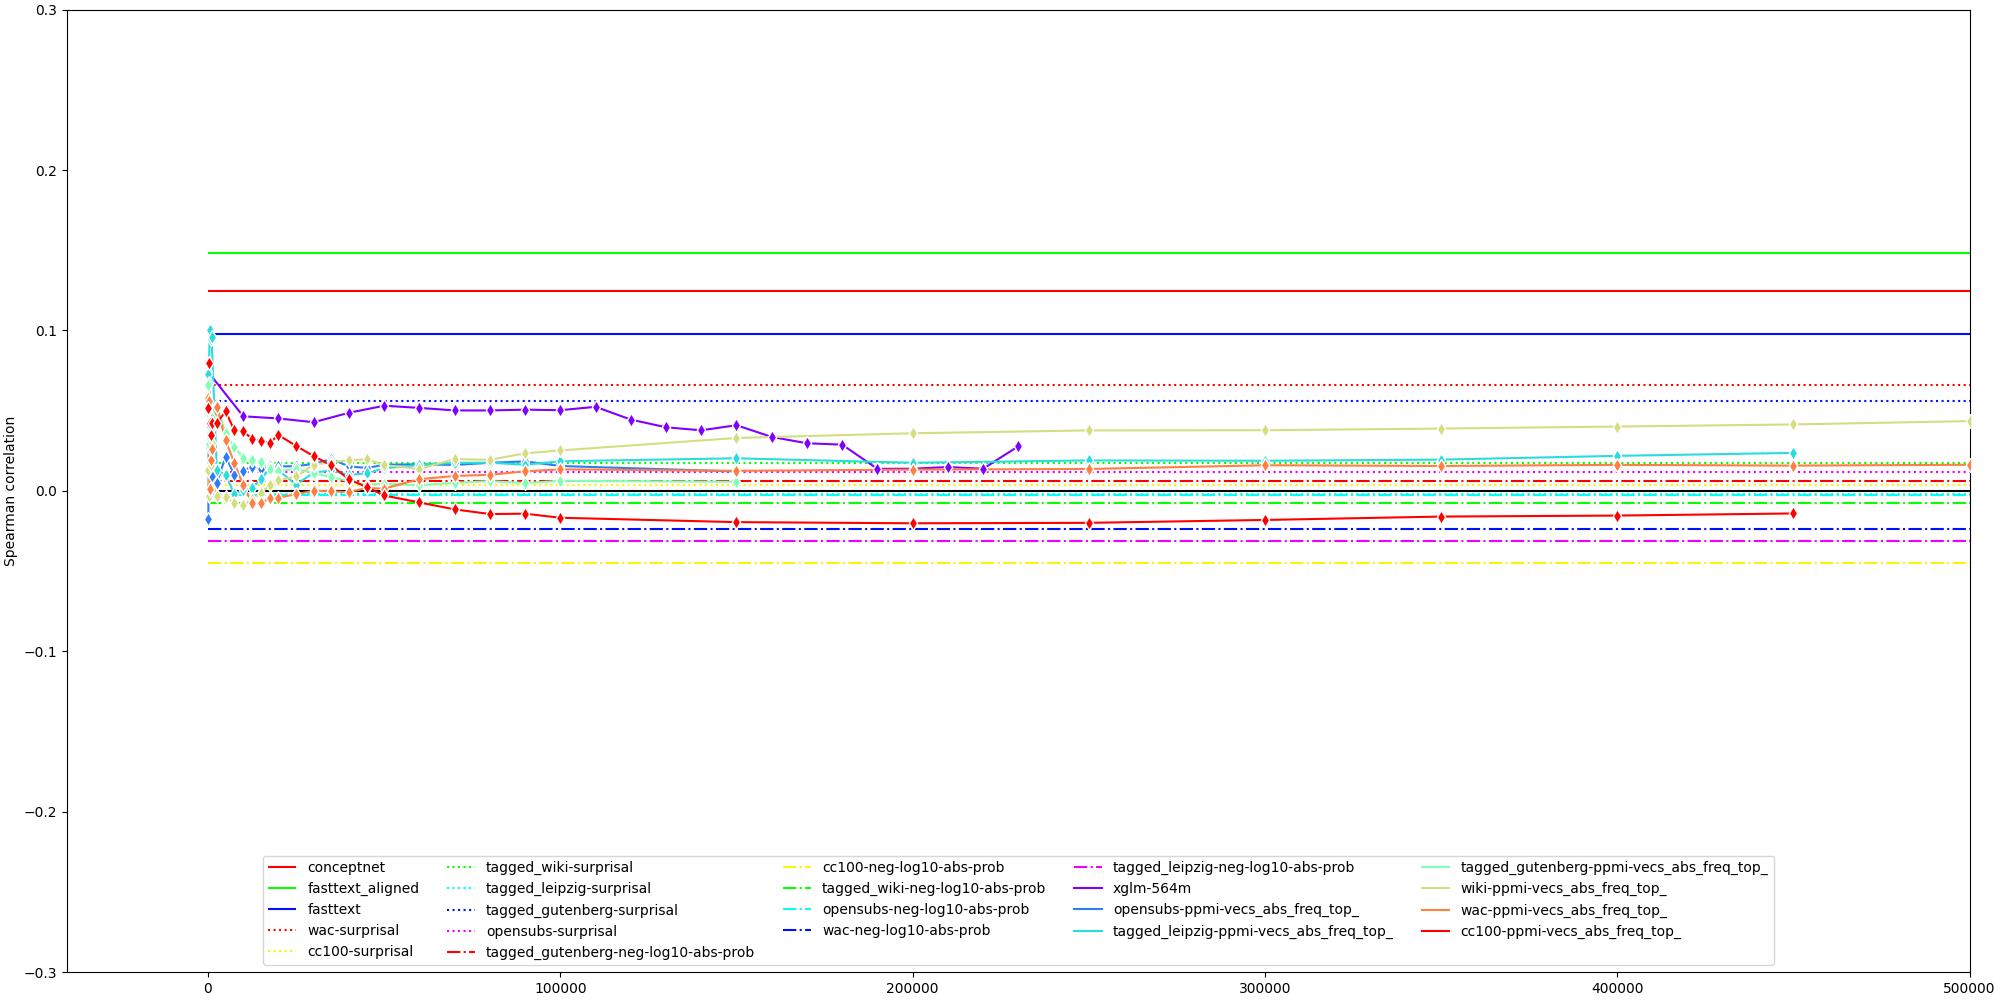 0.3
0.2
0.1
0.0
−0.1
−0.2
−0.3
Spearman correlation
conceptnet
fasttext_aligned
fasttext
wac-surprisal
cc100-surprisal
tagged_wiki-surprisal
tagged_leipzig-surprisal
tagged_gutenberg-surprisal
opensubs-surprisal
tagged_gutenberg-neg-log10-abs-prob
cc100-neg-log10-abs-prob
tagged_wiki-neg-log10-abs-prob
opensubs-neg-log10-abs-prob
wac-neg-log10-abs-prob
tagged_leipzig-neg-log10-abs-prob
xglm-564m
opensubs-ppmi-vecs_abs_freq_top_
tagged_leipzig-ppmi-vecs_abs_freq_top_
tagged_gutenberg-ppmi-vecs_abs_freq_top_
wiki-ppmi-vecs_abs_freq_top_
wac-ppmi-vecs_abs_freq_top_
cc100-ppmi-vecs_abs_freq_top_
0 100000 200000 300000 400000 500000